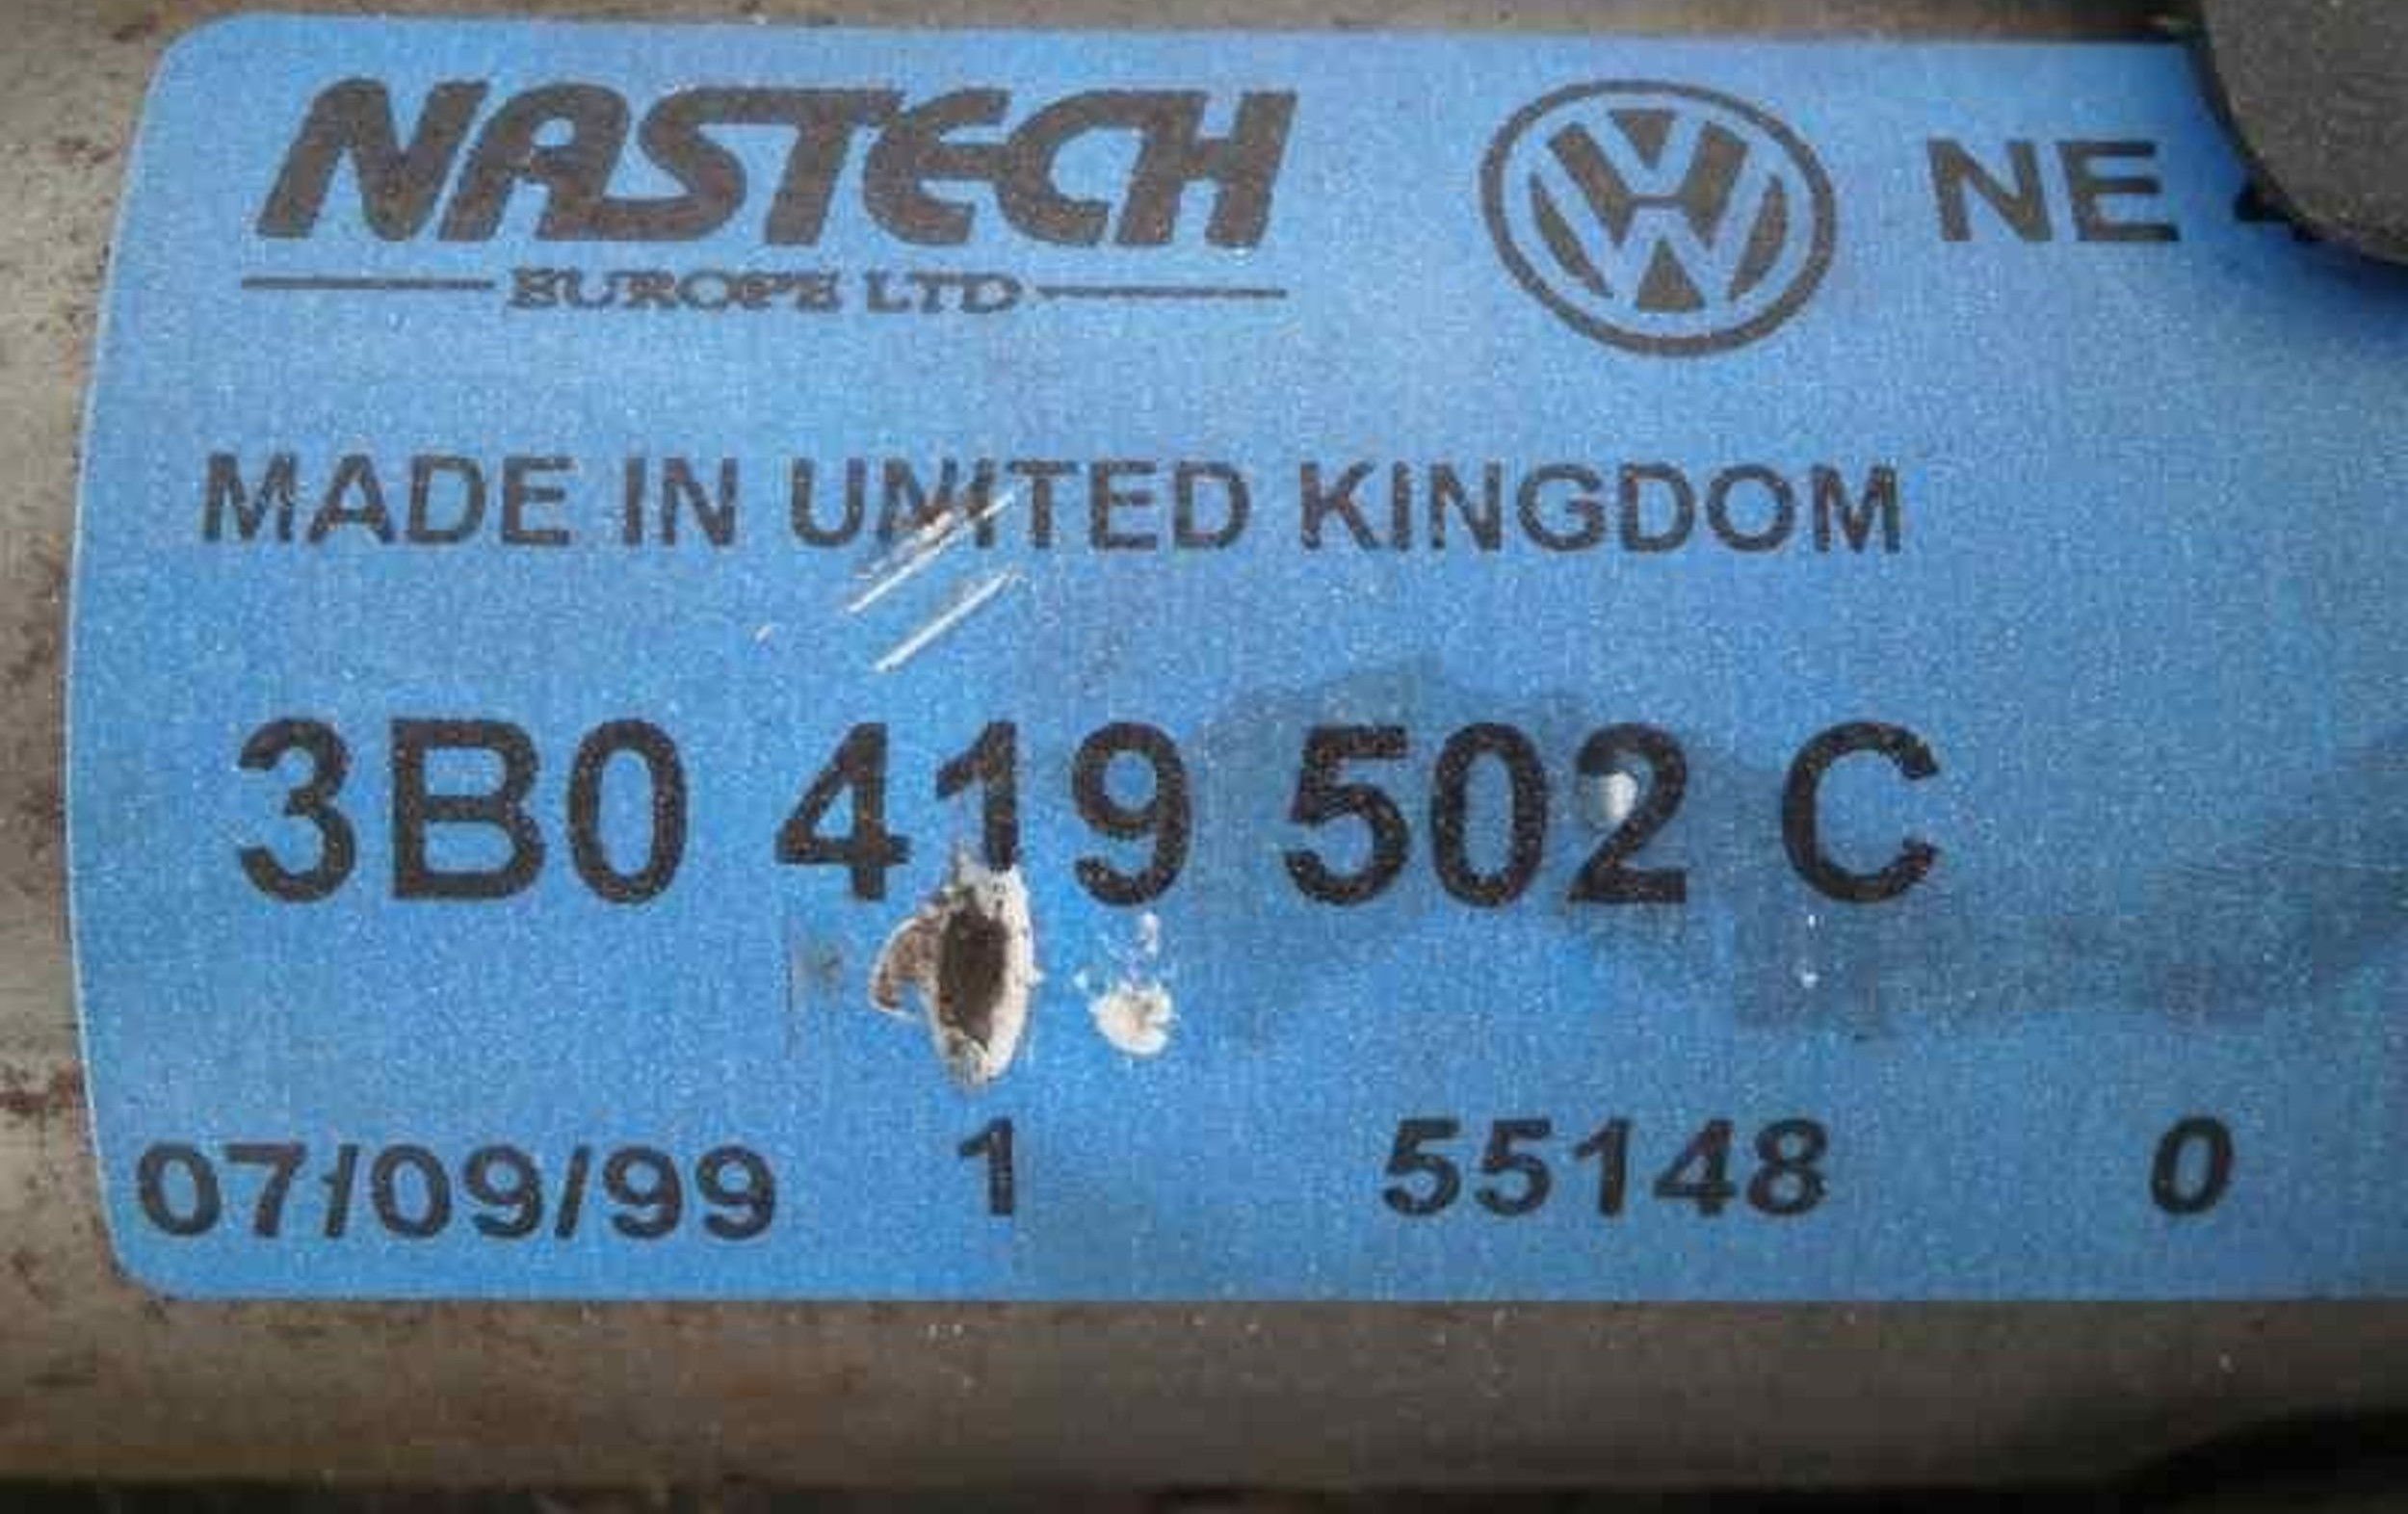 NASTECH
EUROPE LTD
NE
MADE IN UNITED KINGDOM
3B0 419 502 C
07/09/99 1 55148 0